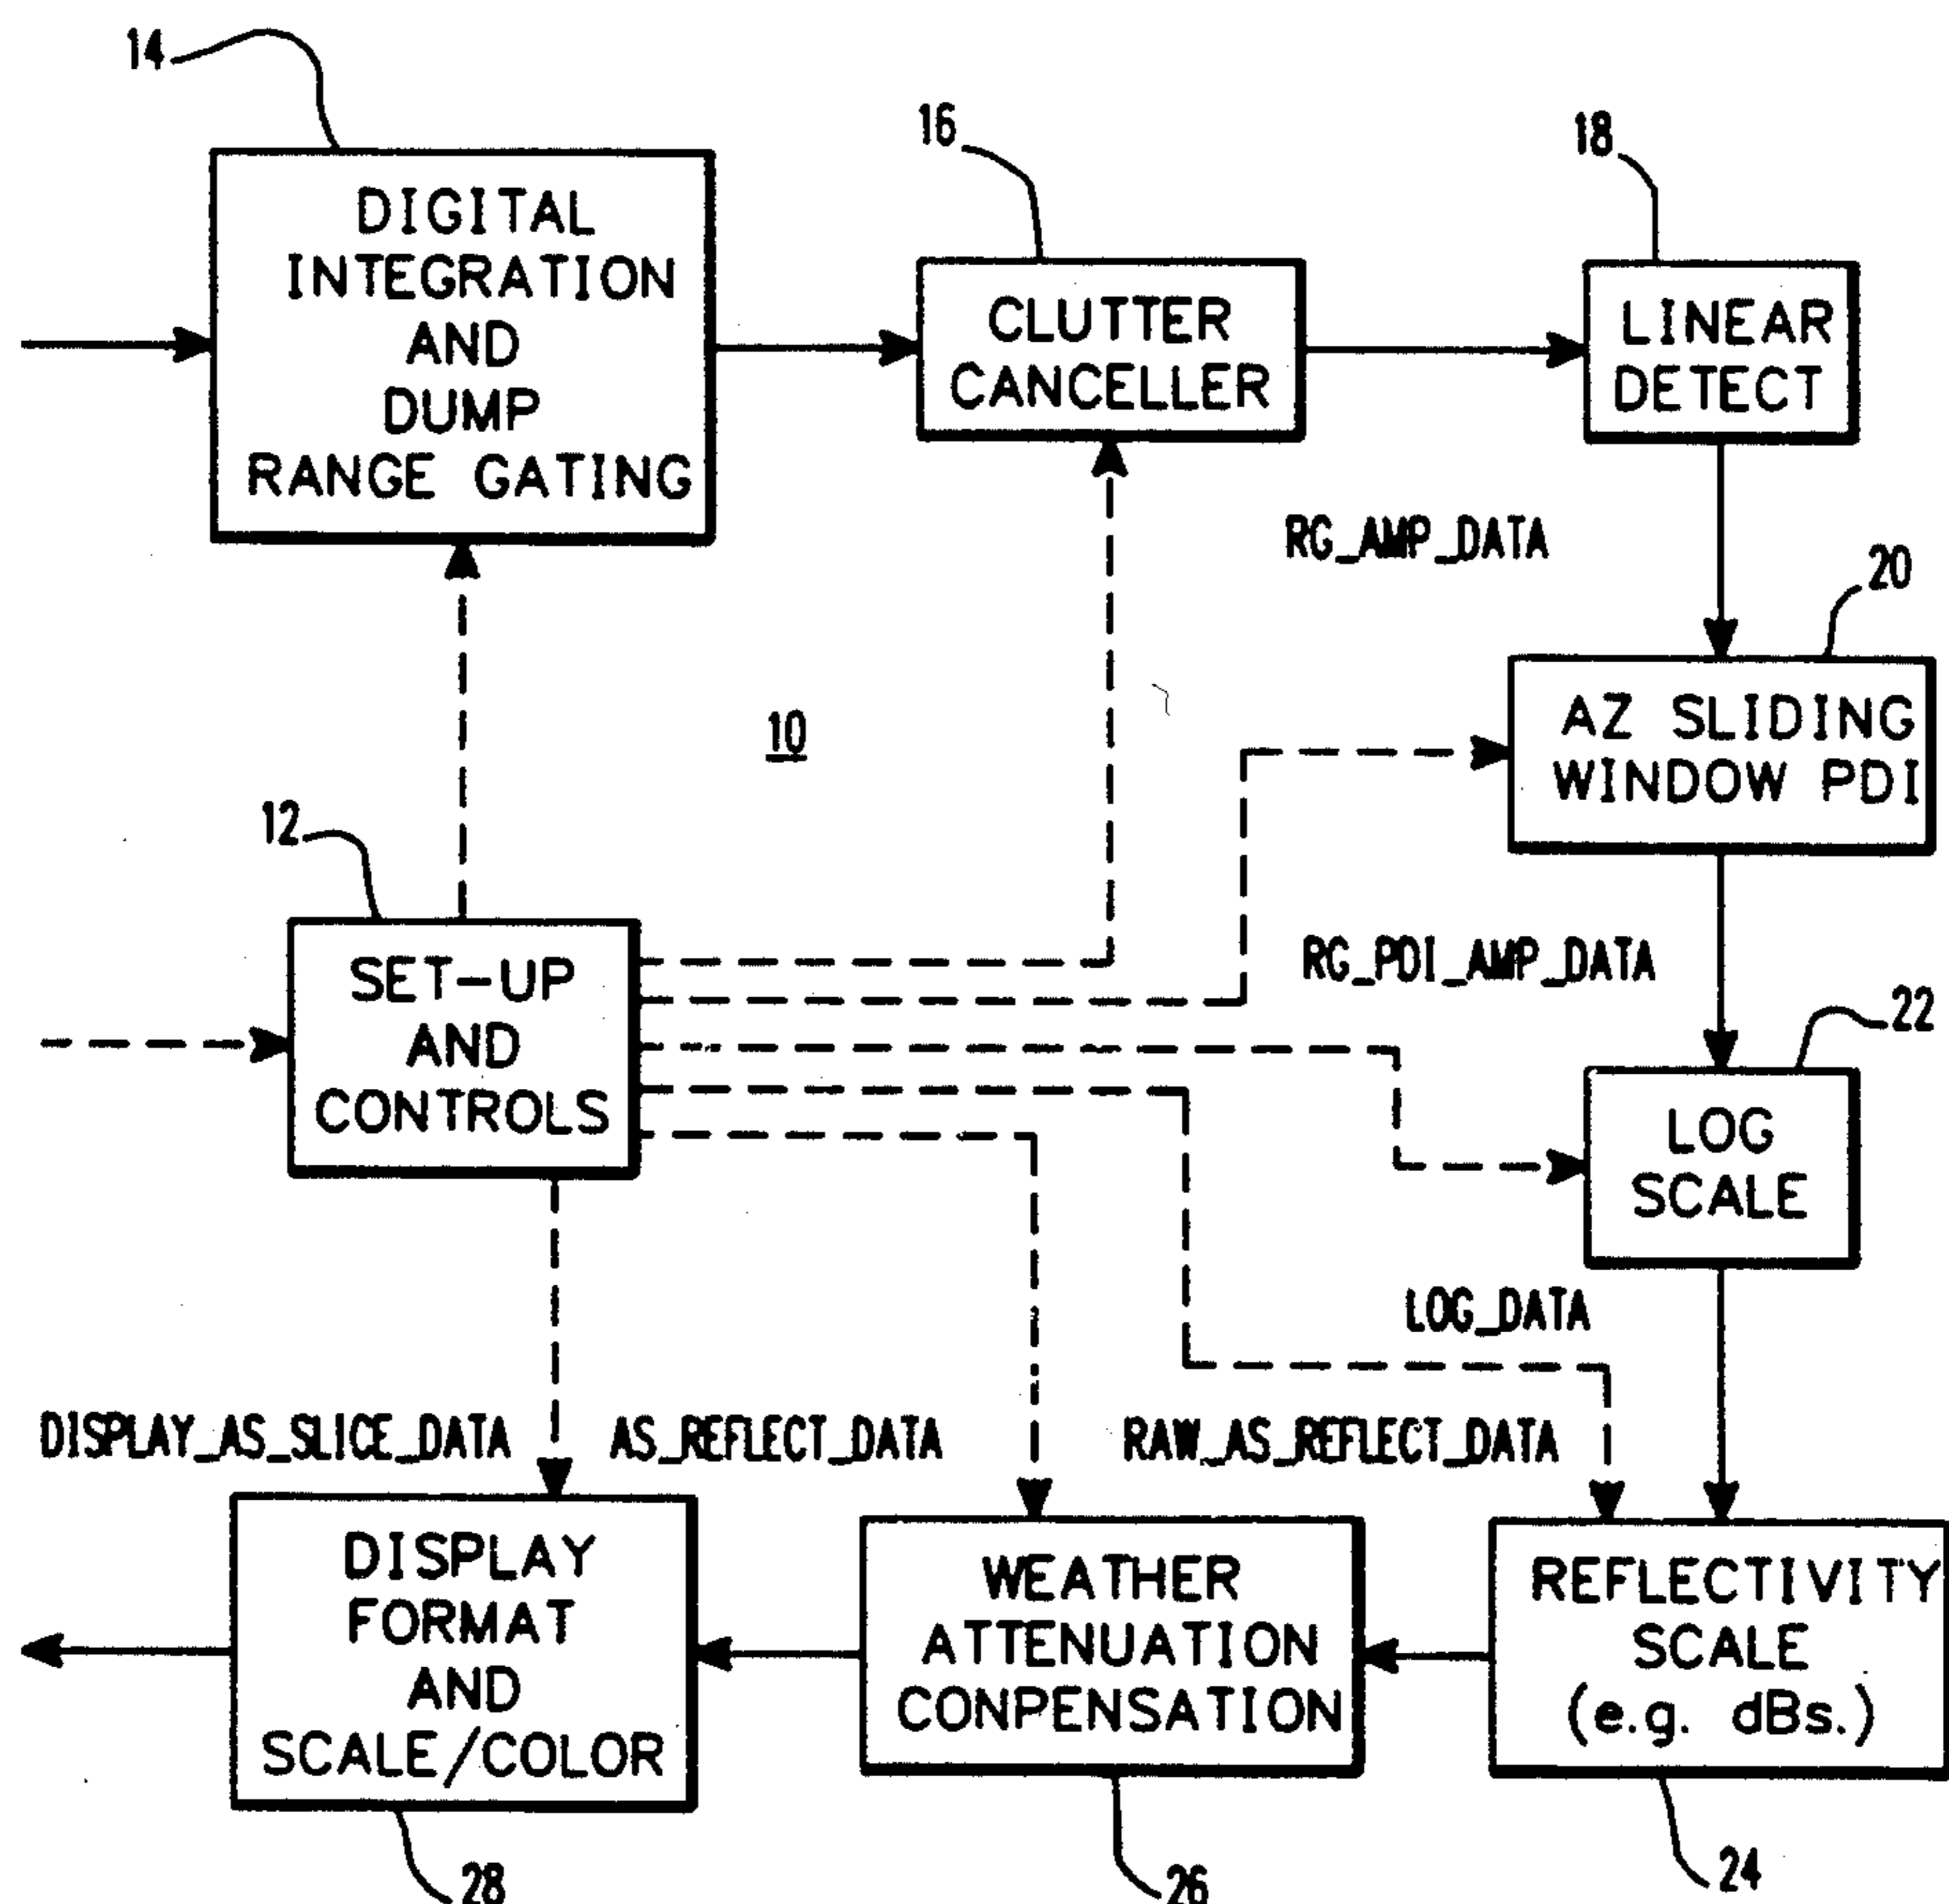 14
DIGITAL
INTEGRATION
AND
DUMP
RANGE GATING
16
CLUTTER
CANCELLER
18
LINEAR
DETECT
RG_AMP_DATA
20
AZ SLIDING
WINDOW PDI
10
12
SET-UP
AND
CONTROLS
RG_PDI_AMP_DATA
22
LOG
SCALE
LOG_DATA
DISPLAY_AS_SLICE_DATA
AS_REFLECT_DATA
RAW_AS_REFLECT_DATA
DISPLAY
FORMAT
AND
SCALE/COLOR
28
WEATHER
ATTENUATION
CONPENSATION
26
REFLECTIVITY
SCALE
(e.g. dBs.)
24